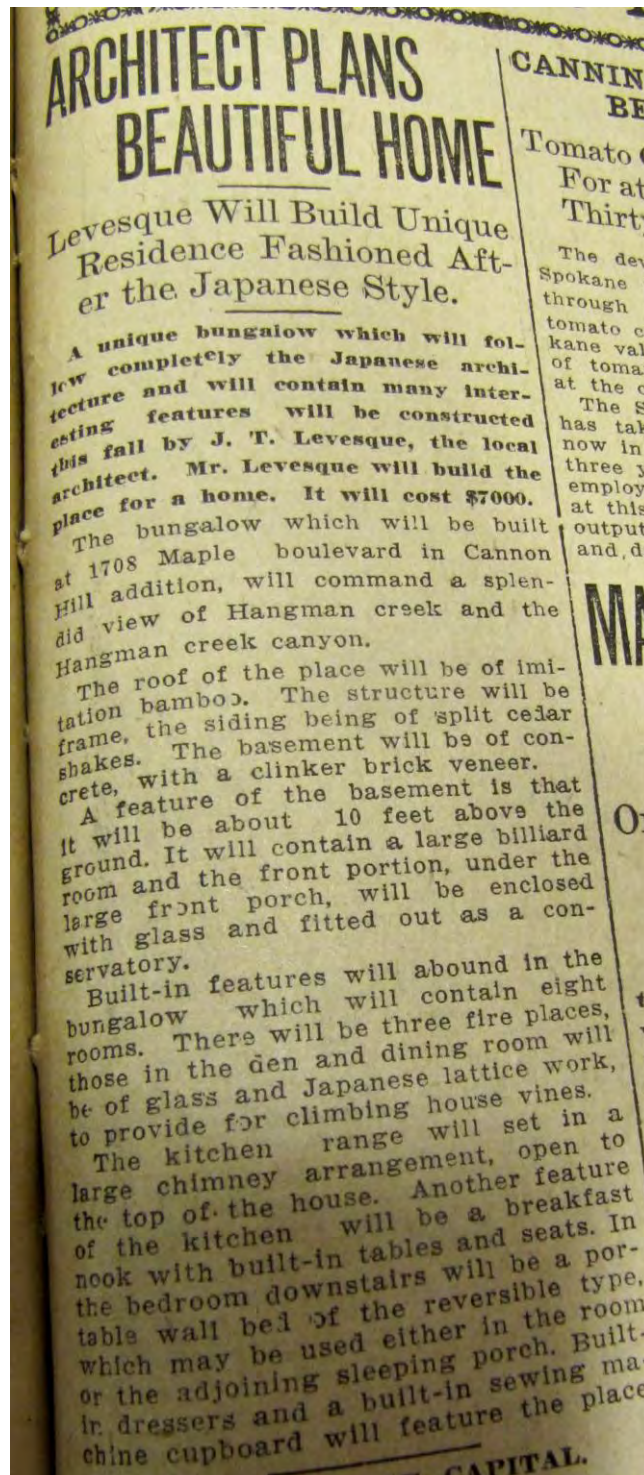 ARCHITECT PLANS
BEAUTIFUL HOME
Levesque Will Build Unique
Residence Fashioned Aft-
er the Japanese Style.
A unique bungalow which will fol-
low completely the Japanese archi-
tecture and will contain many inter-
esting features will be constructed
this fall by J. T. Levesque, the local
architect. Mr. Levesque will build the
place for a home. It will cost $7000.
The bungalow which will be built
at 1708 Maple boulevard in Cannon
Hill addition, will command a splen-
did view of Hangman creek and the
Hangman creek canyon.
The roof of the place will be of imi-
tation bamboo. The structure will be
frame, the siding being of split cedar
shakes. The basement will be of con-
crete, with a clinker brick veneer.
A feature of the basement is that
it will be about 10 feet above the
ground. It will contain a large billiard
room and the front portion, under the
large front porch, will be enclosed
with glass and fitted out as a con-
servatory.
Built-in features will abound in the
bungalow which will contain eight
rooms. There will be three fire places,
those in the den and dining room will
be of glass and Japanese lattice work,
to provide for climbing house vines.
The kitchen range will set in a
large chimney arrangement, open to
the top of the house. Another feature
of the kitchen will be a breakfast
nook with built-in tables and seats. In
the bedroom downstairs will be a por-
table wall bed of the reversible type,
which may be used either in the room
or the adjoining sleeping porch. Built-
in dressers and a built-in sewing ma-
chine cupboard will feature the place
CAPITAL.
CANNIN
BE
Tomato
For at
Thirty
The dev
Spokane
through
tomato c
kane val
of toma
at the c
The S
has tak
now in
three y
employ
at this
output
and, d
MA